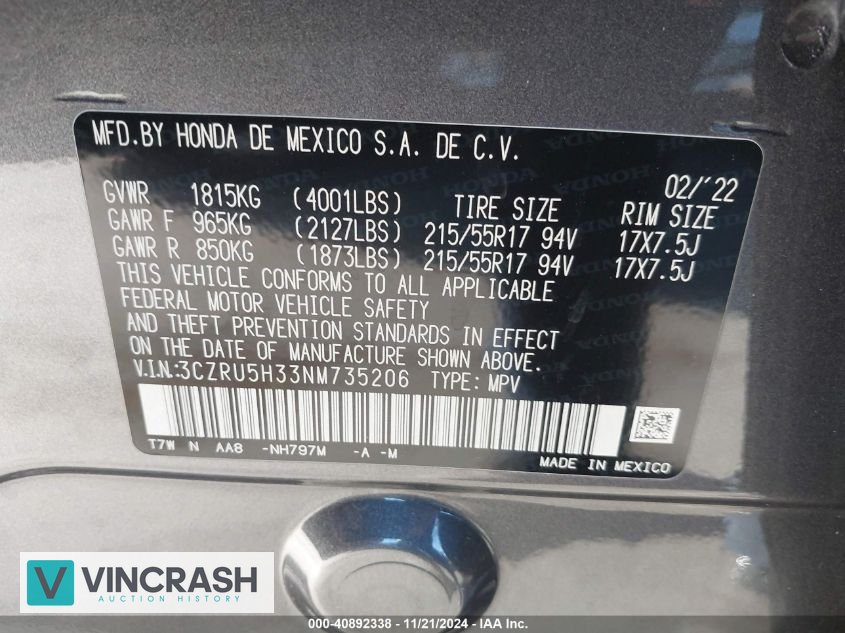 MFD.BY HONDA DE MEXICO S.A. DE C.V.
02/'22
GVWR 1815KG (4001LBS) TIRE SIZE RIM SIZE
GAWR F 965KG (2127LBS) 215/55R17 94V 17X7.5J
GAWR R 850KG (1873LBS) 215/55R17 94V 17X7.5J
THIS VEHICLE CONFORMS TO ALL APPLICABLE
FEDERAL MOTOR VEHICLE SAFETY
AND THEFT PREVENTION STANDARDS IN EFFECT
ON THE DATE OF MANUFACTURE SHOWN ABOVE.
V.I.N.:3CZRU5H33NM735206 TYPE: MPV
T7W N AA8 -NH797M -A -M
MADE IN MEXICO
V VINCRASH
AUCTION HISTORY
000-40892338 - 11/21/2024 - IAA Inc.